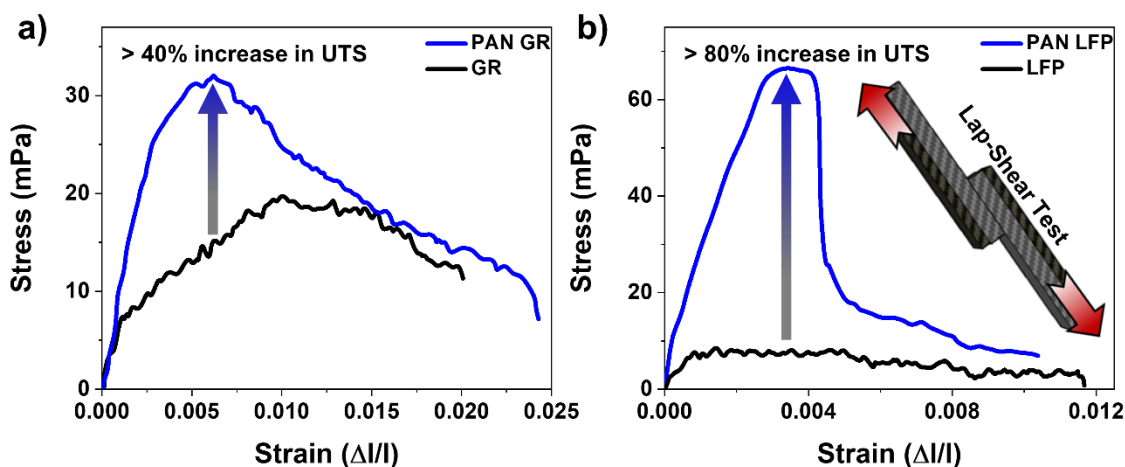 a)
> 40% increase in UTS
PAN GR
GR
Stress (mPa)
30
20
10
0
0.000 0.005 0.010 0.015 0.020 0.025
Strain (Δl/l)
b)
> 80% increase in UTS
PAN LFP
LFP
Lap-Shear Test
Stress (mPa)
60
40
20
0
0.000 0.004 0.008 0.012
Strain (Δl/l)